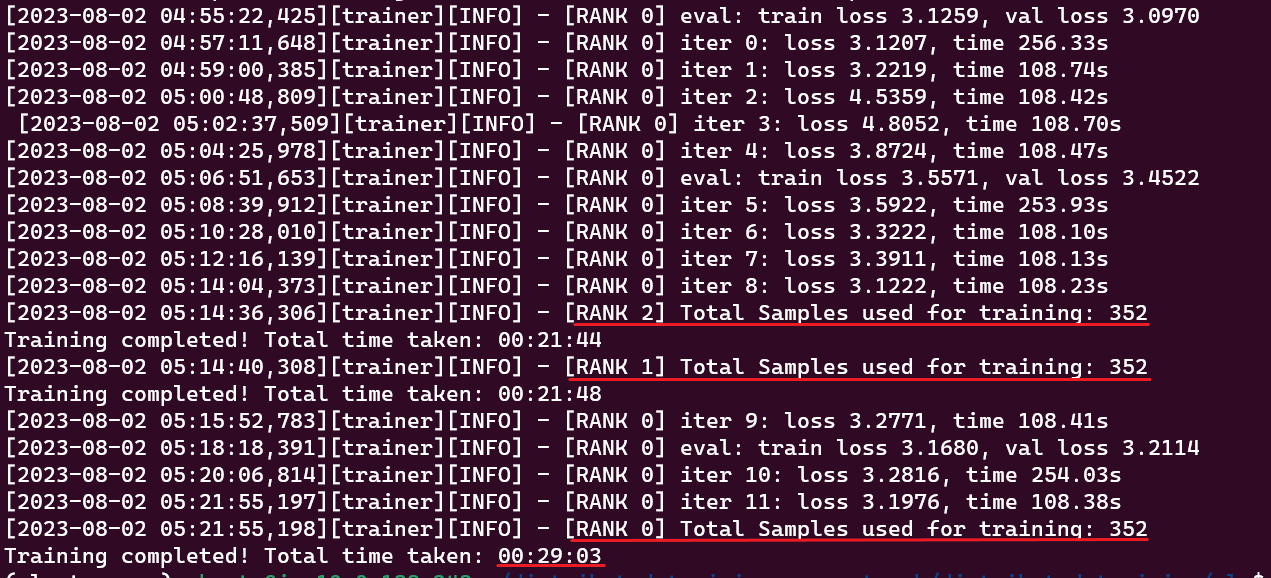 [2023-08-02 04:55:22,425][trainer][INFO] - [RANK 0] eval: train loss 3.1259, val loss 3.0970
[2023-08-02 04:57:11,648][trainer][INFO] - [RANK 0] iter 0: loss 3.1207, time 256.33s
[2023-08-02 04:59:00,385][trainer][INFO] - [RANK 0] iter 1: loss 3.2219, time 108.74s
[2023-08-02 05:00:48,809][trainer][INFO] - [RANK 0] iter 2: loss 4.5359, time 108.42s
[2023-08-02 05:02:37,509][trainer][INFO] - [RANK 0] iter 3: loss 4.8052, time 108.70s
[2023-08-02 05:04:25,978][trainer][INFO] - [RANK 0] iter 4: loss 3.8724, time 108.47s
[2023-08-02 05:06:51,653][trainer][INFO] - [RANK 0] eval: train loss 3.5571, val loss 3.4522
[2023-08-02 05:08:39,912][trainer][INFO] - [RANK 0] iter 5: loss 3.5922, time 253.93s
[2023-08-02 05:10:28,010][trainer][INFO] - [RANK 0] iter 6: loss 3.3222, time 108.10s
[2023-08-02 05:12:16,139][trainer][INFO] - [RANK 0] iter 7: loss 3.3911, time 108.13s
[2023-08-02 05:14:04,373][trainer][INFO] - [RANK 0] iter 8: loss 3.1222, time 108.23s
[2023-08-02 05:14:36,306][trainer][INFO] - [RANK 2] Total Samples used for training: 352
Training completed! Total time taken: 00:21:44
[2023-08-02 05:14:40,308][trainer][INFO] - [RANK 1] Total Samples used for training: 352
Training completed! Total time taken: 00:21:48
[2023-08-02 05:15:52,783][trainer][INFO] - [RANK 0] iter 9: loss 3.2771, time 108.41s
[2023-08-02 05:18:18,391][trainer][INFO] - [RANK 0] eval: train loss 3.1680, val loss 3.2114
[2023-08-02 05:20:06,814][trainer][INFO] - [RANK 0] iter 10: loss 3.2816, time 254.03s
[2023-08-02 05:21:55,197][trainer][INFO] - [RANK 0] iter 11: loss 3.1976, time 108.38s
[2023-08-02 05:21:55,198][trainer][INFO] - [RANK 0] Total Samples used for training: 352
Training completed! Total time taken: 00:29:03